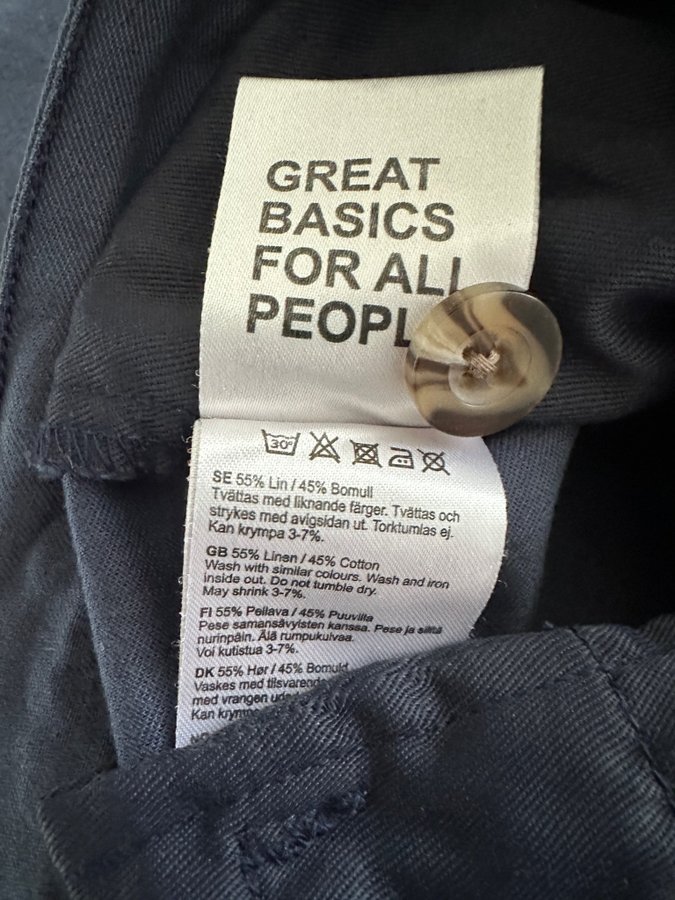 GREAT
BASICS
FOR ALL
30°
SE 55% Lin / 45% Bomull
Tvättas med liknande färger. Tvättas och
strykes med avigsidan ut. Torktumlas ej.
Kan krympa 3-7%.
GB 55% Linen / 45% Cotton
Wash with similar colours. Wash and iron
inside out. Do not tumble dry.
May shrink 3-7%.
FI 55% Pellava / 45% Puuvilla
Pese samansävyisten kanssa. Pese ja silitä
nurinpäin. Älä rumpukuivaa.
Voi kutistua 3-7%.
DK 55% Hør / 45% Bomuld
Vaskes med tilsvarende
med vrangen
Kan